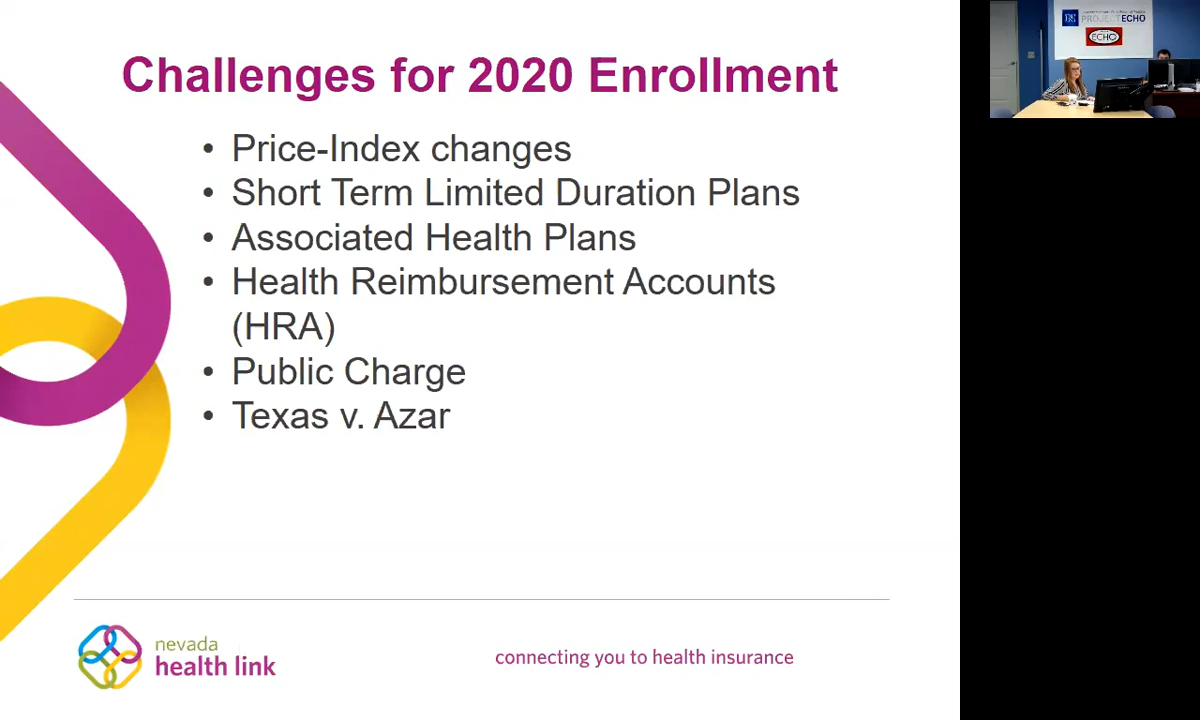 Challenges for 2020 Enrollment
• Price-Index changes
• Short Term Limited Duration Plans
• Associated Health Plans
• Health Reimbursement Accounts
(HRA)
• Public Charge
• Texas v. Azar
nevada
health link
connecting you to health insurance
PROJECT ECHO
ECHO